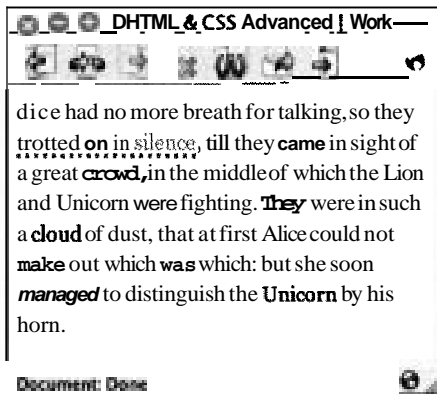 DHTML & CSS Advanced | Work
dice had no more breath for talking, so they
trotted on in silence, till they came in sight of
a great crowd, in the middle of which the Lion
and Unicorn were fighting. They were in such
a cloud of dust, that at first Alice could not
make out which was which: but she soon
managed to distinguish the Unicorn by his
horn.
Document: Done